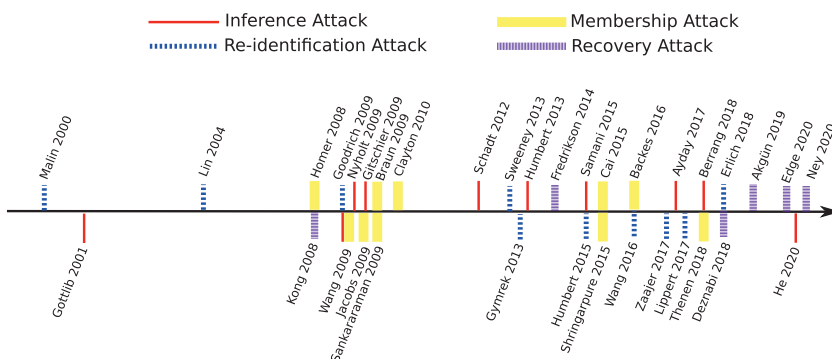 Inference Attack
Membership Attack
Re-identification Attack
Recovery Attack
Malin 2000
Lin 2004
Homer 2008
Goodrich 2009
Nyholt 2009
Gitschier 2009
Braun 2009
Clayton 2010
Schadt 2012
Sweeney 2013
Humbert 2013
Fredrikson 2014
Samani 2015
Cai 2015
Backes 2016
Ayday 2017
Berrang 2018
Erlich 2018
Akgün 2019
Edge 2020
Ney 2020
Gottlib 2001
Kong 2008
Wang 2009
Jacobs 2009
Sankararaman 2009
Gymrek 2013
Humbert 2015
Shringarpure 2015
Wang 2016
Zaajer 2017
Lippert 2017
Thenen 2018
Deznabi 2018
He 2020